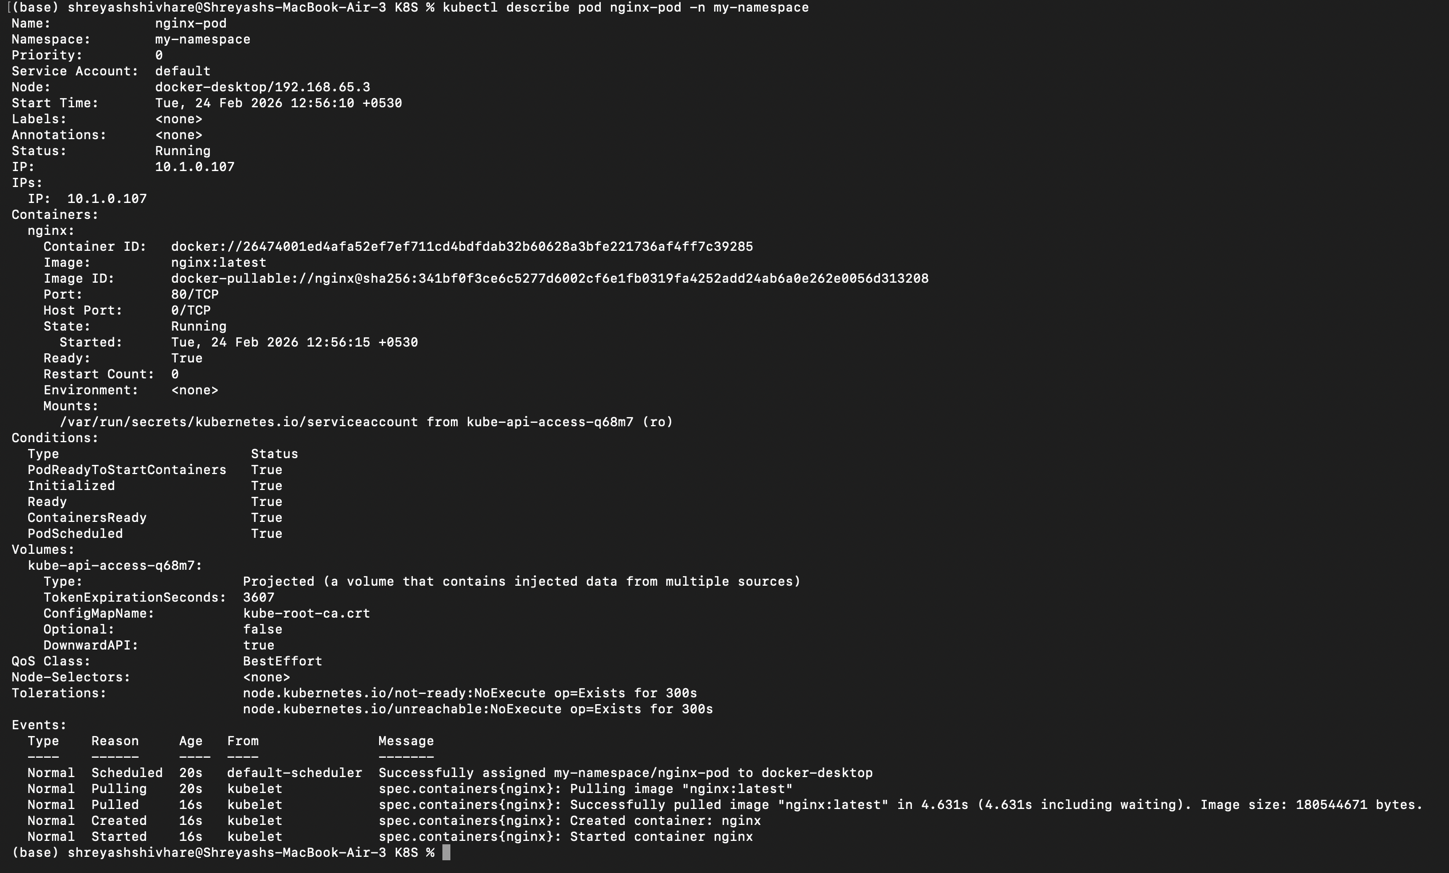 [(base) shreyashshivhare@Shreyashs-MacBook-Air-3 K8S % kubectl describe pod nginx-pod -n my-namespace
Name:             nginx-pod
Namespace:        my-namespace
Priority:         0
Service Account:  default
Node:             docker-desktop/192.168.65.3
Start Time:       Tue, 24 Feb 2026 12:56:10 +0530
Labels:           <none>
Annotations:      <none>
Status:           Running
IP:               10.1.0.107
IPs:
  IP:  10.1.0.107
Containers:
  nginx:
    Container ID:   docker://26474001ed4afa52ef7ef711cd4bdfdab32b60628a3bfe221736af4ff7c39285
    Image:          nginx:latest
    Image ID:       docker-pullable://nginx@sha256:341bf0f3ce6c5277d6002cf6e1fb0319fa4252add24ab6a0e262e0056d313208
    Port:           80/TCP
    Host Port:      0/TCP
    State:          Running
      Started:      Tue, 24 Feb 2026 12:56:15 +0530
    Ready:          True
    Restart Count:  0
    Environment:    <none>
    Mounts:
      /var/run/secrets/kubernetes.io/serviceaccount from kube-api-access-q68m7 (ro)
Conditions:
  Type                        Status
  PodReadyToStartContainers   True
  Initialized                 True
  Ready                       True
  ContainersReady             True
  PodScheduled                True
Volumes:
  kube-api-access-q68m7:
    Type:                    Projected (a volume that contains injected data from multiple sources)
    TokenExpirationSeconds:  3607
    ConfigMapName:           kube-root-ca.crt
    Optional:                false
    DownwardAPI:             true
QoS Class:                   BestEffort
Node-Selectors:              <none>
Tolerations:                 node.kubernetes.io/not-ready:NoExecute op=Exists for 300s
                             node.kubernetes.io/unreachable:NoExecute op=Exists for 300s
Events:
  Type    Reason     Age   From               Message
  ----    ------     ----  ----               -------
  Normal  Scheduled  20s   default-scheduler  Successfully assigned my-namespace/nginx-pod to docker-desktop
  Normal  Pulling    20s   kubelet            spec.containers{nginx}: Pulling image "nginx:latest"
  Normal  Pulled     16s   kubelet            spec.containers{nginx}: Successfully pulled image "nginx:latest" in 4.631s (4.631s including waiting). Image size: 180544671 bytes.
  Normal  Created    16s   kubelet            spec.containers{nginx}: Created container: nginx
  Normal  Started    16s   kubelet            spec.containers{nginx}: Started container nginx
(base) shreyashshivhare@Shreyashs-MacBook-Air-3 K8S %